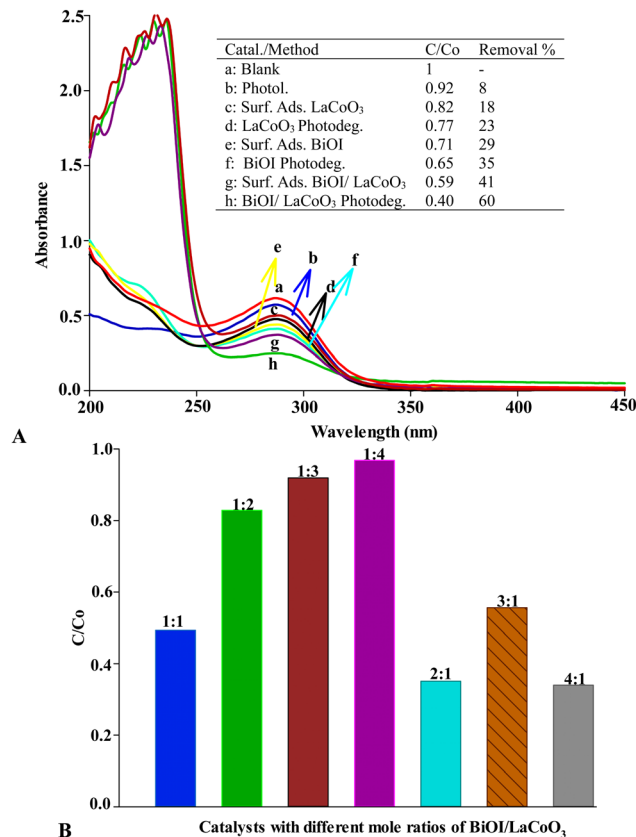 2.5
2.0
1.5
1.0
0.5
0.0
Absorbance
Catal./Method C/Co Removal %
a: Blank 1 -
b: Photol. 0.92 8
c: Surf. Ads. LaCoO₃ 0.82 18
d: LaCoO₃ Photodeg. 0.77 23
e: Surf. Ads. BiOI 0.71 29
f: BiOI Photodeg. 0.65 35
g: Surf. Ads. BiOI/ LaCoO₃ 0.59 41
h: BiOI/ LaCoO₃ Photodeg. 0.40 60
e
b
f
a
d
c
g
h
200 250 300 350 400 450
Wavelength (nm)
A
1.0
0.8
0.6
0.4
0.2
0.0
C/Co
1:1
1:2
1:3
1:4
2:1
3:1
4:1
B
Catalysts with different mole ratios of BiOI/LaCoO₃